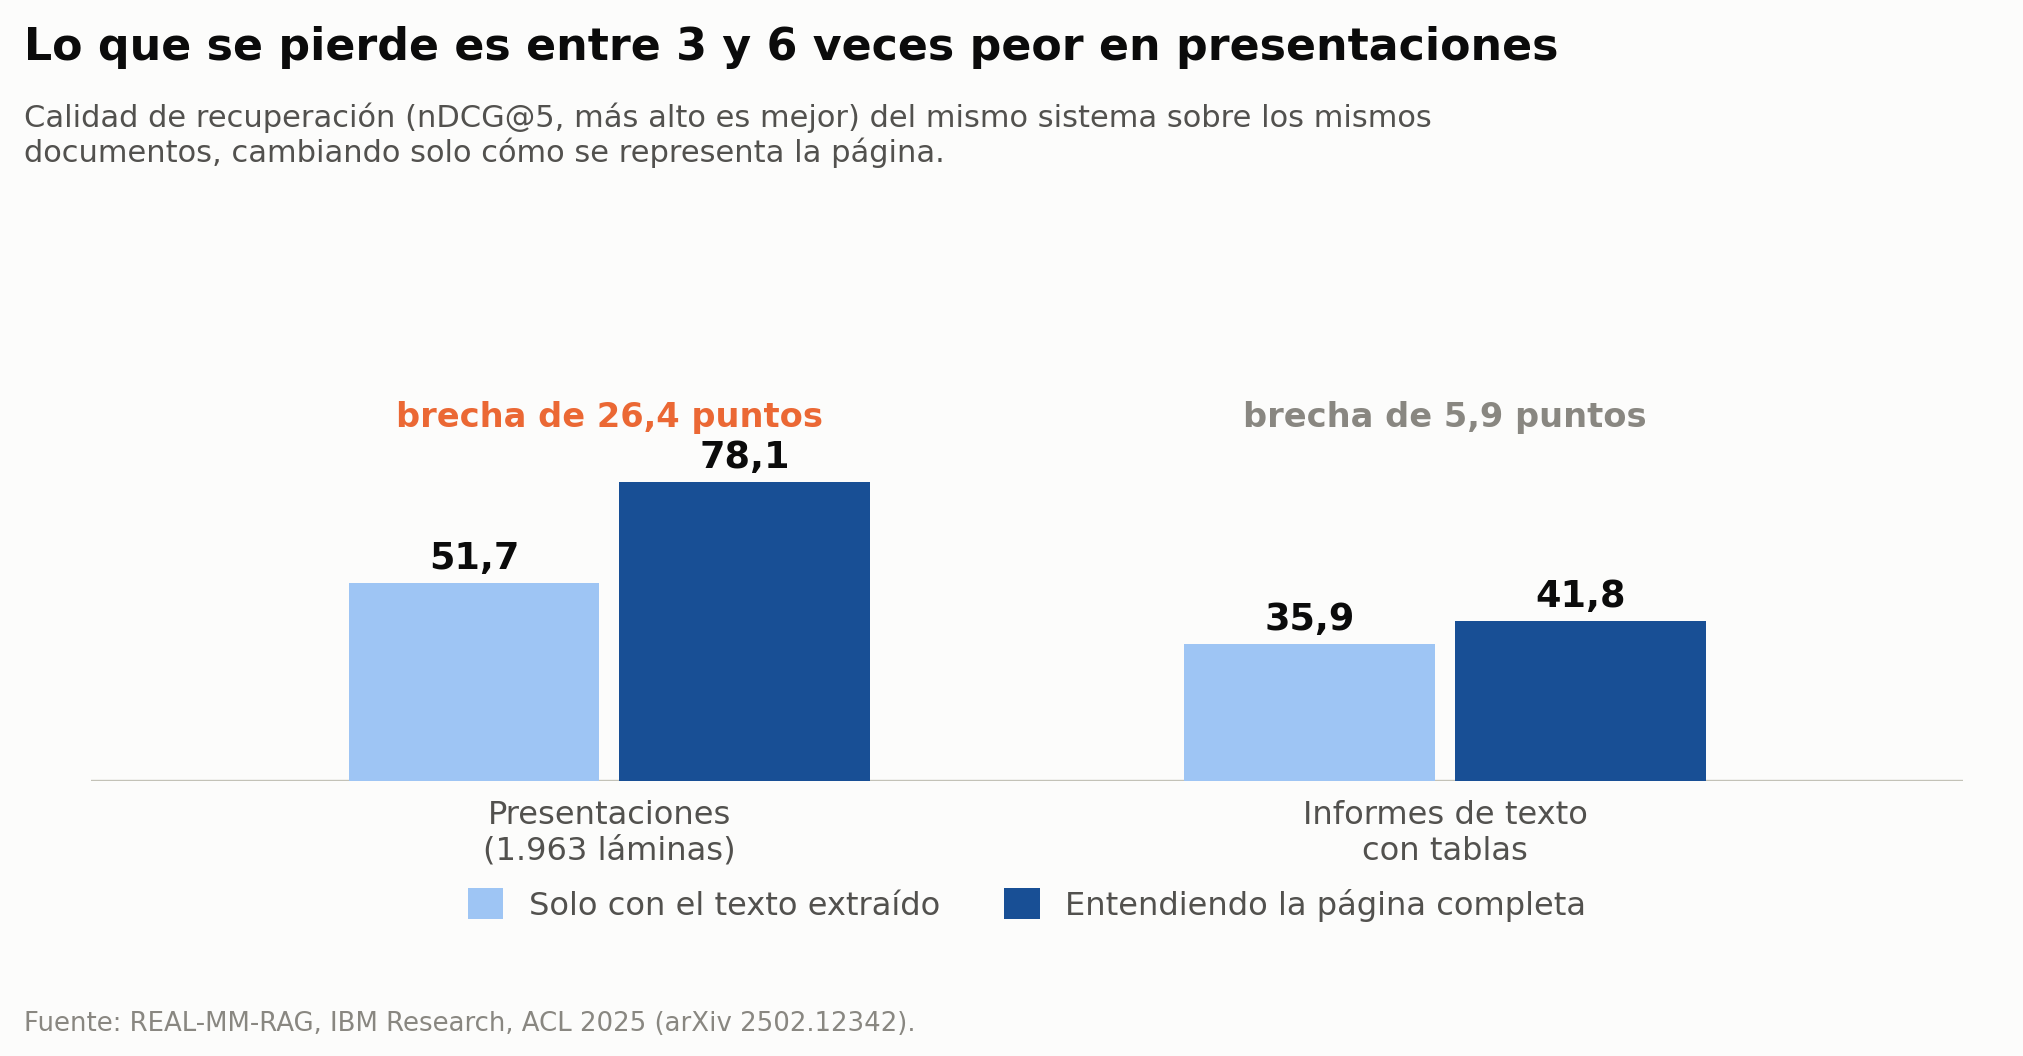 Lo que se pierde es entre 3 y 6 veces peor en presentaciones
Calidad de recuperación (nDCG@5, más alto es mejor) del mismo sistema sobre los mismos
documentos, cambiando solo cómo se representa la página.
brecha de 26,4 puntos
brecha de 5,9 puntos
78,1
51,7
41,8
35,9
Presentaciones
(1.963 láminas)
Informes de texto
con tablas
Solo con el texto extraído
Entendiendo la página completa
Fuente: REAL-MM-RAG, IBM Research, ACL 2025 (arXiv 2502.12342).